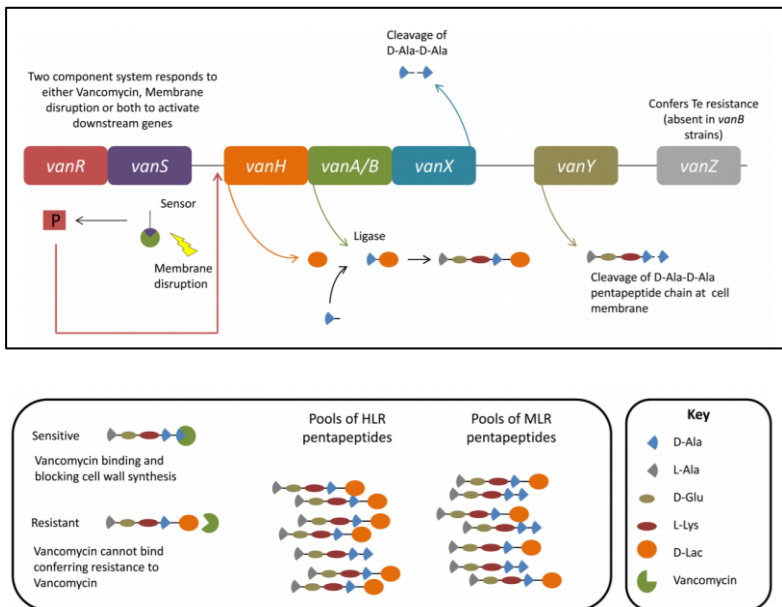 Cleavage of
D-Ala-D-Ala
Two component system responds to
either Vancomycin, Membrane
disruption or both to activate
downstream genes
Confers Te resistance
(absent in vanB
strains)
vanR
vanS
vanH
vanA/B
vanX
vanY
vanZ
P
Sensor
Membrane
disruption
Ligase
Cleavage of D-Ala-D-Ala
pentapeptide chain at cell
membrane
Sensitive
Vancomycin binding and
blocking cell wall synthesis
Resistant
Vancomycin cannot bind
conferring resistance to
Vancomycin
Pools of HLR
pentapeptides
Pools of MLR
pentapeptides
Key
D-Ala
L-Ala
D-Glu
L-Lys
D-Lac
Vancomycin